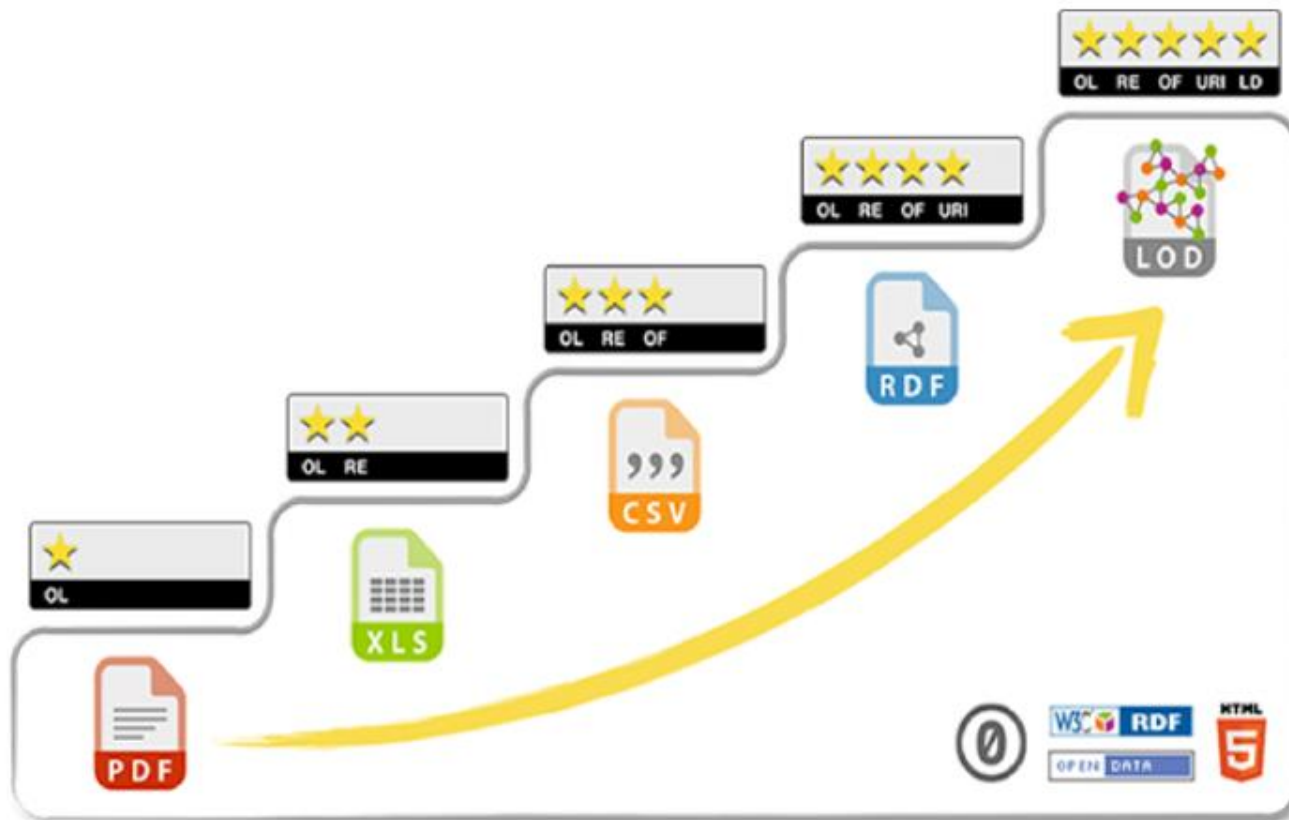 OL RE OF URI LD
LOD
OL RE OF URI
RDF
OL RE OF
,,,
CSV
OL RE
XLS
OL
PDF
0
W3C RDF
OPEN DATA
HTML
5